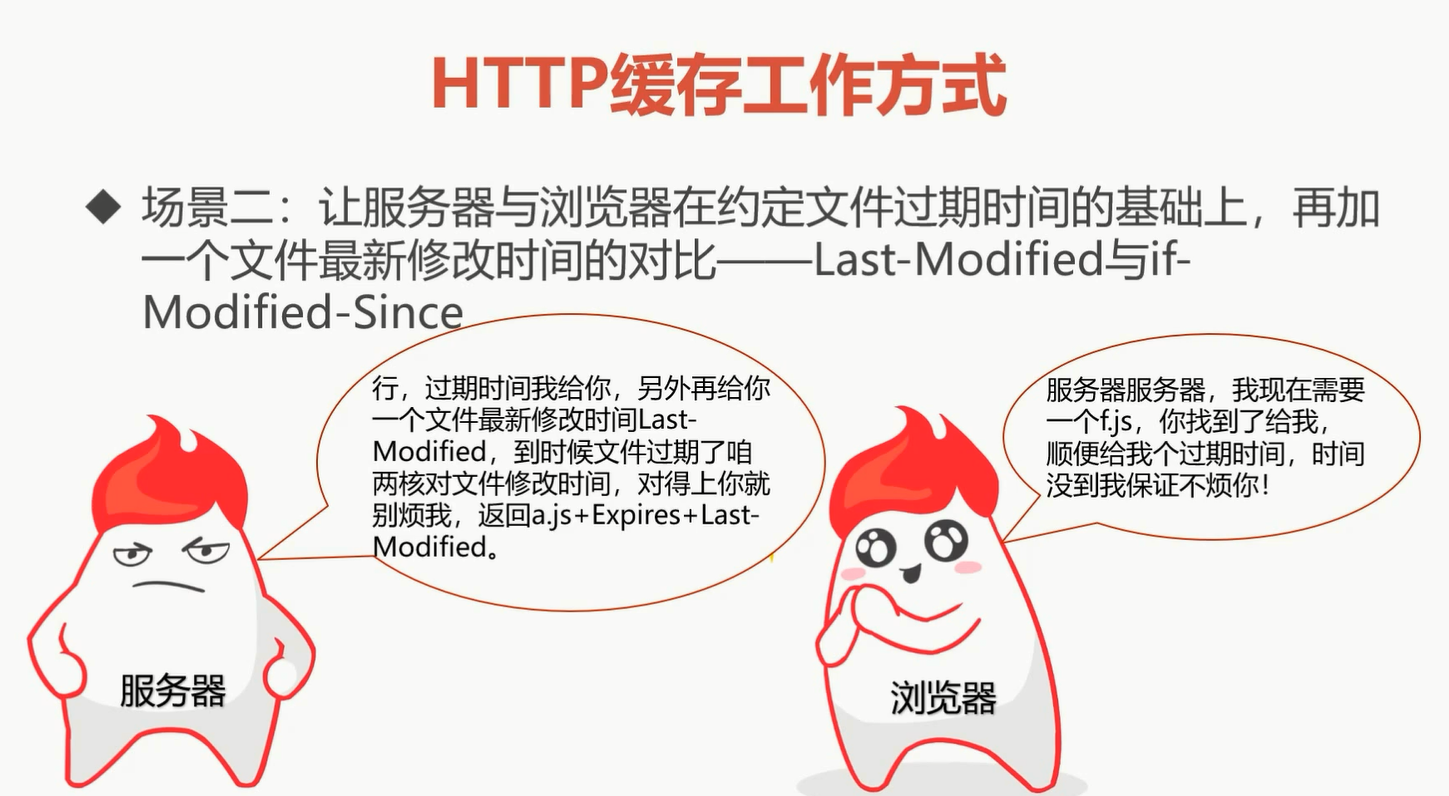 HTTP缓存工作方式
◆ 场景二：让服务器与浏览器在约定文件过期时间的基础上，再加
一个文件最新修改时间的对比——Last-Modified与if-
Modified-Since
行，过期时间我给你，另外再给你
一个文件最新修改时间Last-
Modified，到时候文件过期了咱
两核对文件修改时间，对得上你就
别烦我，返回a.js+Expires+Last-
Modified。
服务器服务器，我现在需要
一个f.js，你找到了给我，
顺便给我个过期时间，时间
没到我保证不烦你！
服务器
浏览器